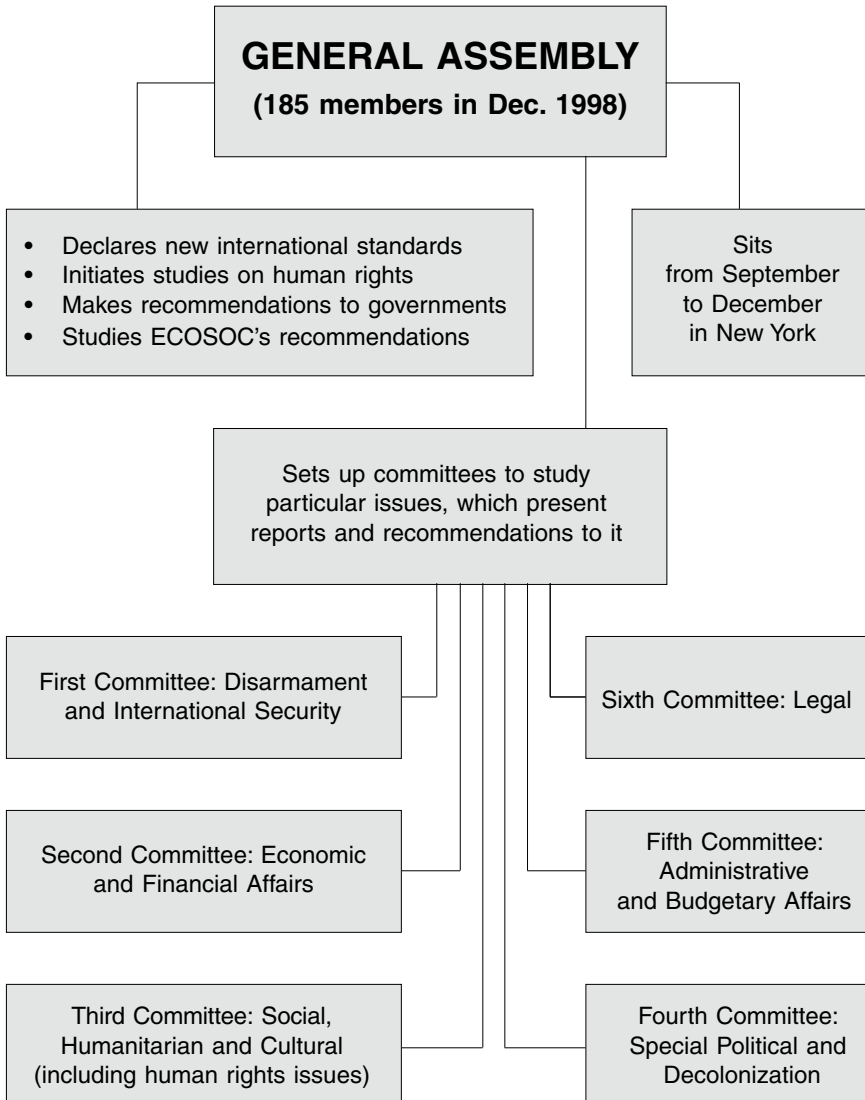 GENERAL ASSEMBLY
(185 members in Dec. 1998)
• Declares new international standards
• Initiates studies on human rights
• Makes recommendations to governments
• Studies ECOSOC's recommendations
Sits
from September
to December
in New York
Sets up committees to study
particular issues, which present
reports and recommendations to it
First Committee: Disarmament
and International Security
Sixth Committee: Legal
Second Committee: Economic
and Financial Affairs
Fifth Committee:
Administrative
and Budgetary Affairs
Third Committee: Social,
Humanitarian and Cultural
(including human rights issues)
Fourth Committee:
Special Political and
Decolonization